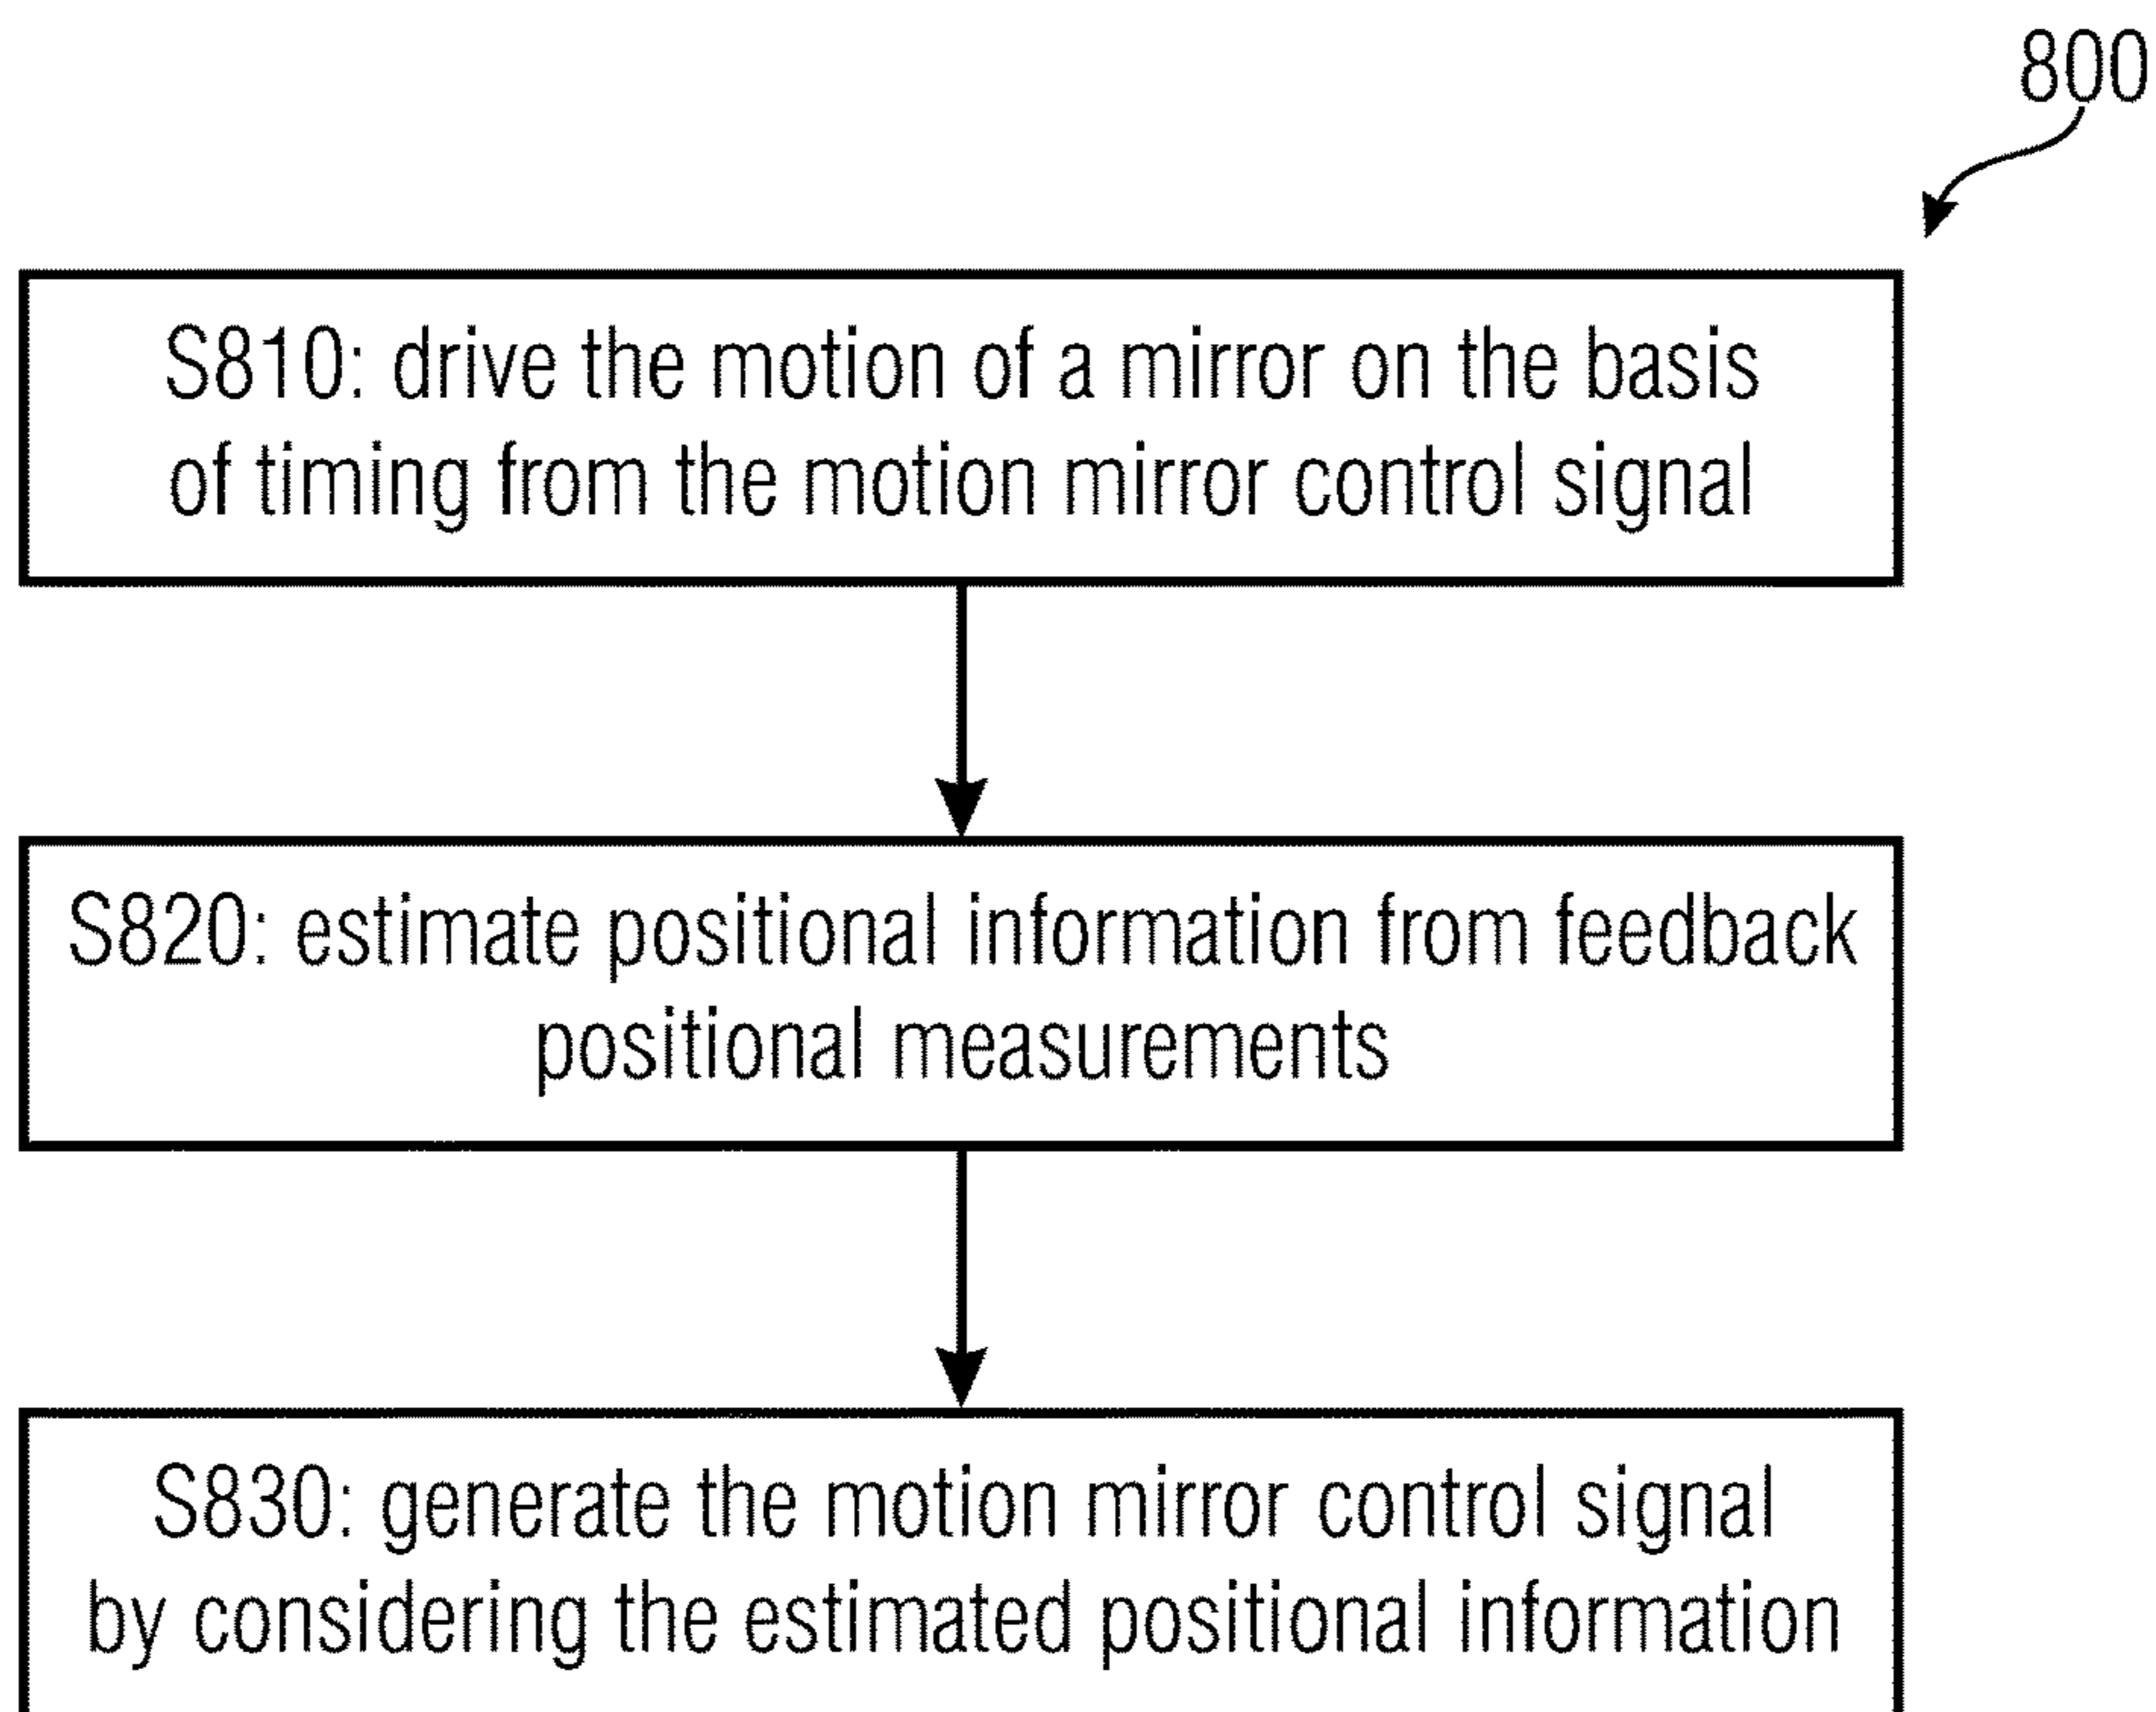 800
S810: drive the motion of a mirror on the basis
of timing from the motion mirror control signal
S820: estimate positional information from feedback
positional measurements
S830: generate the motion mirror control signal
by considering the estimated positional information